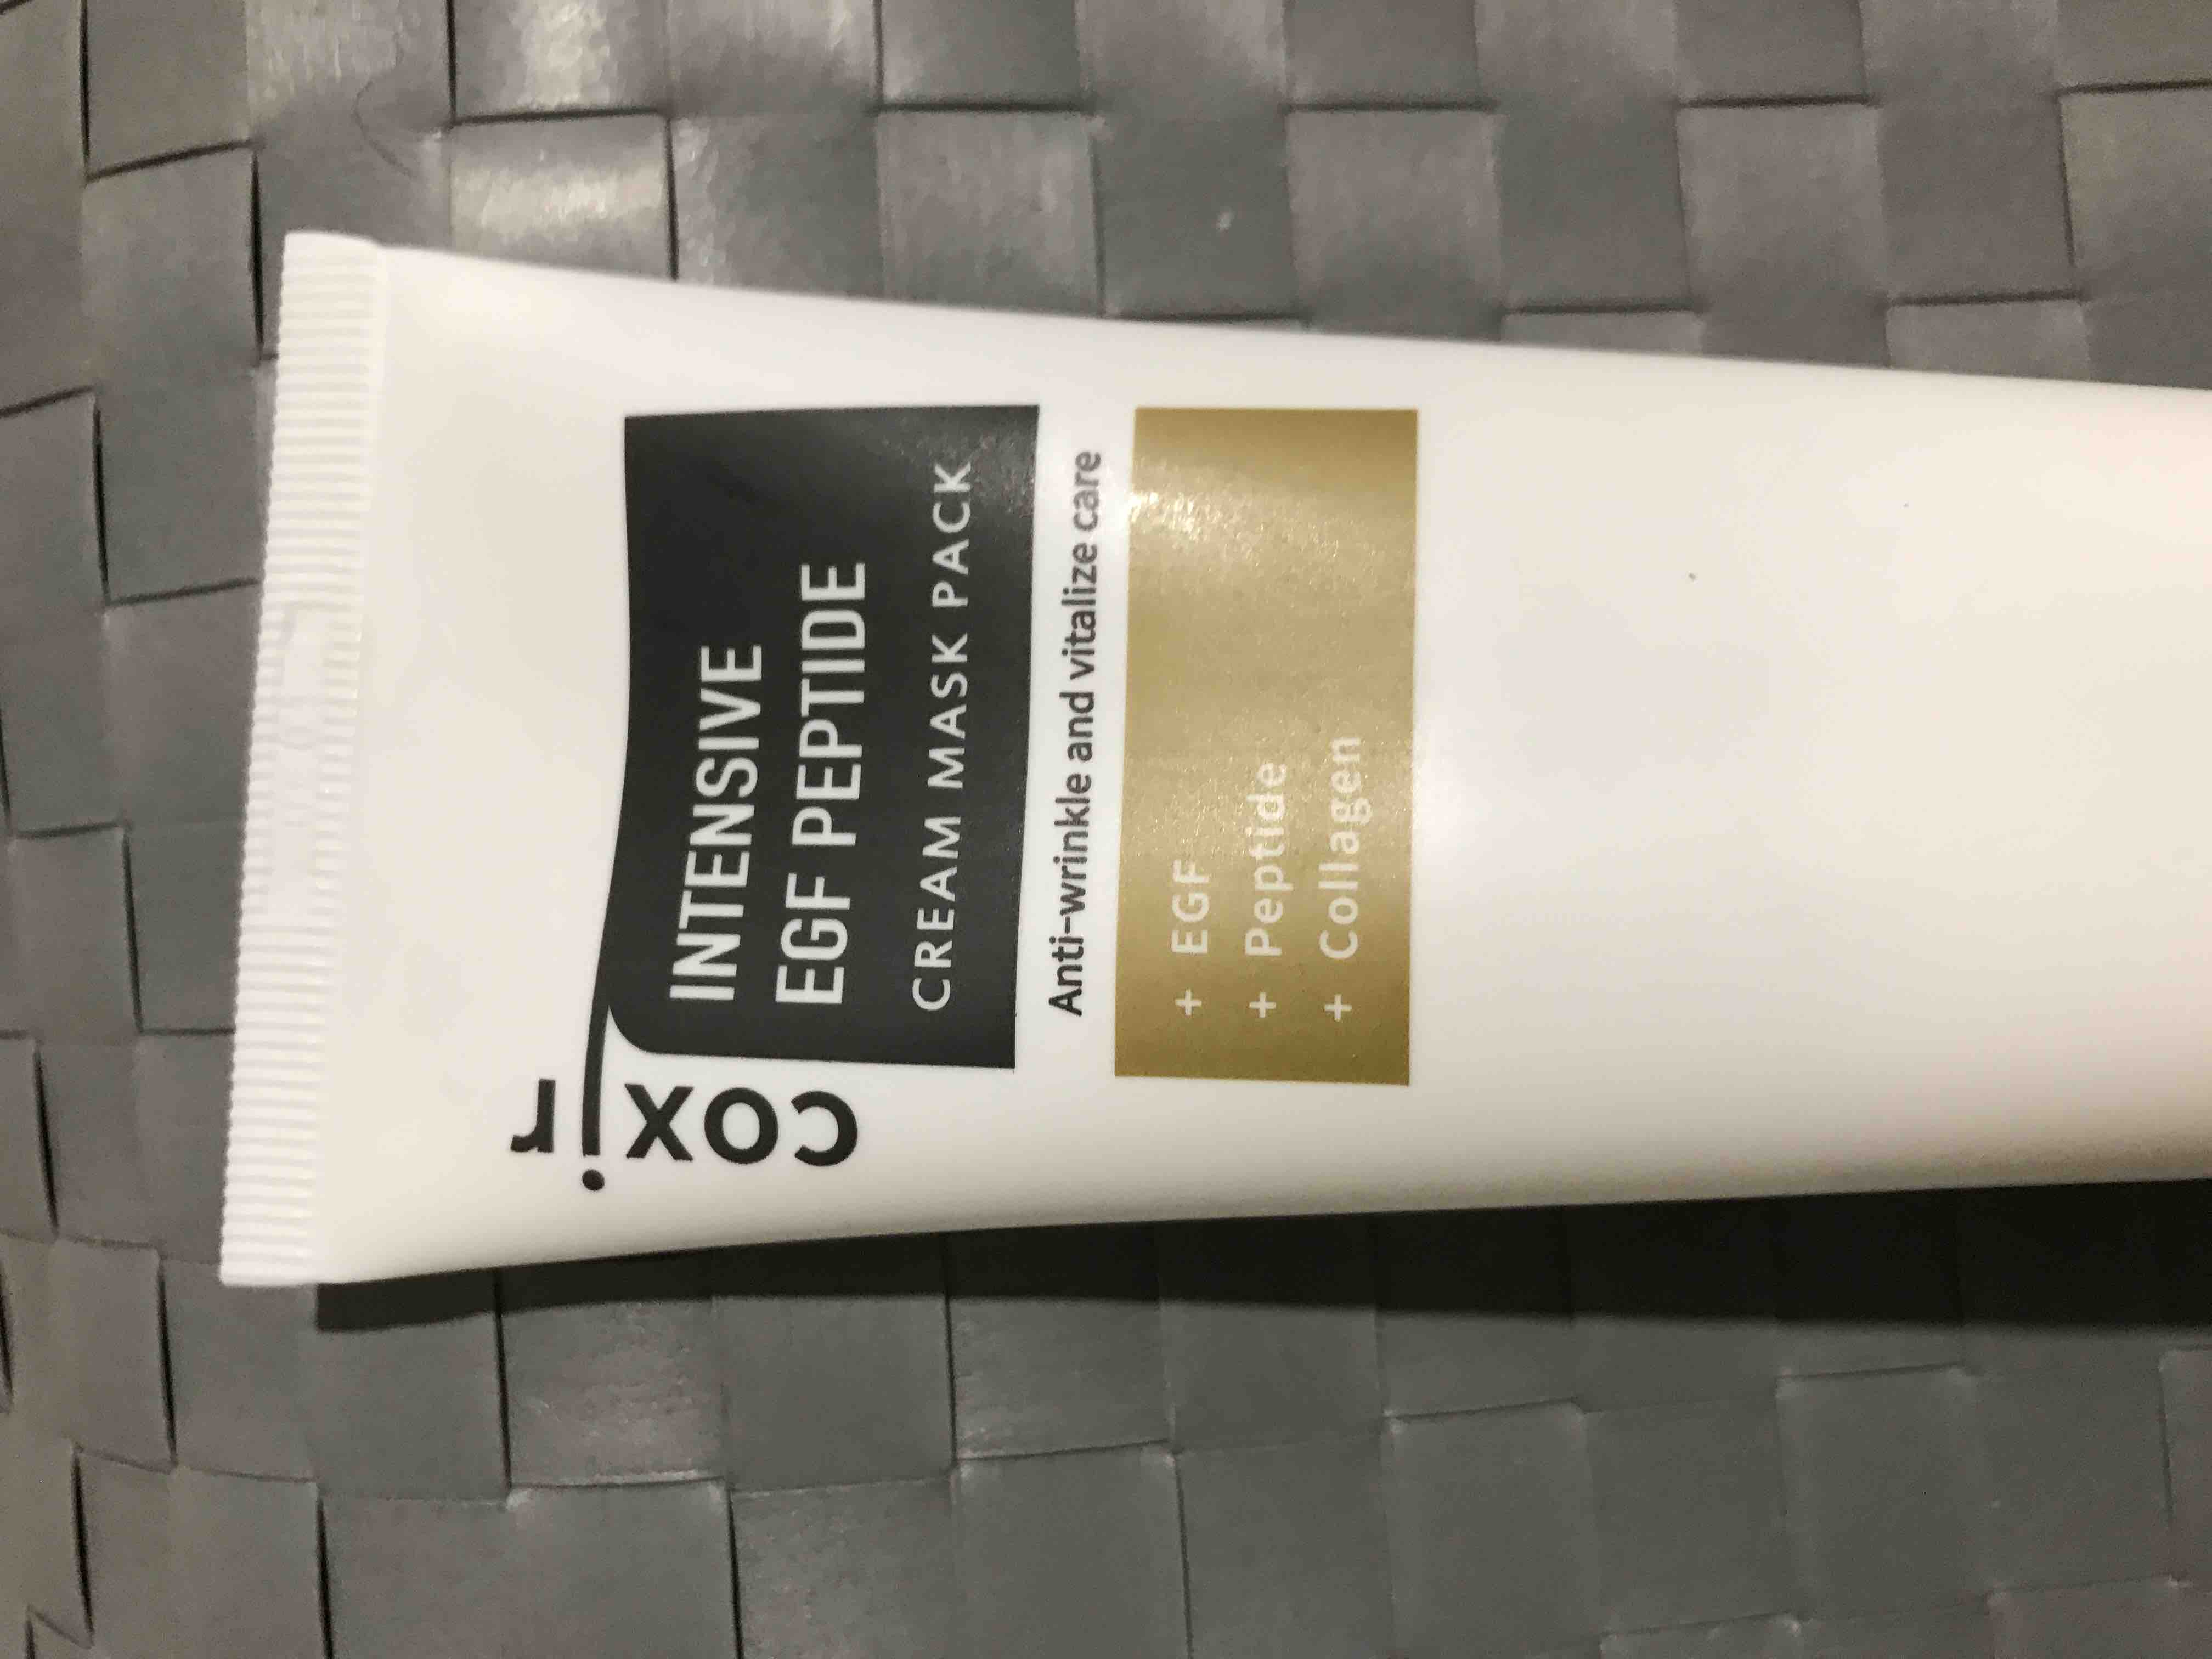 coxir
INTENSIVE
EGF PEPTIDE
CREAM MASK PACK
Anti-wrinkle and vitalize care
+ EGF
+ Peptide
+ Collagen